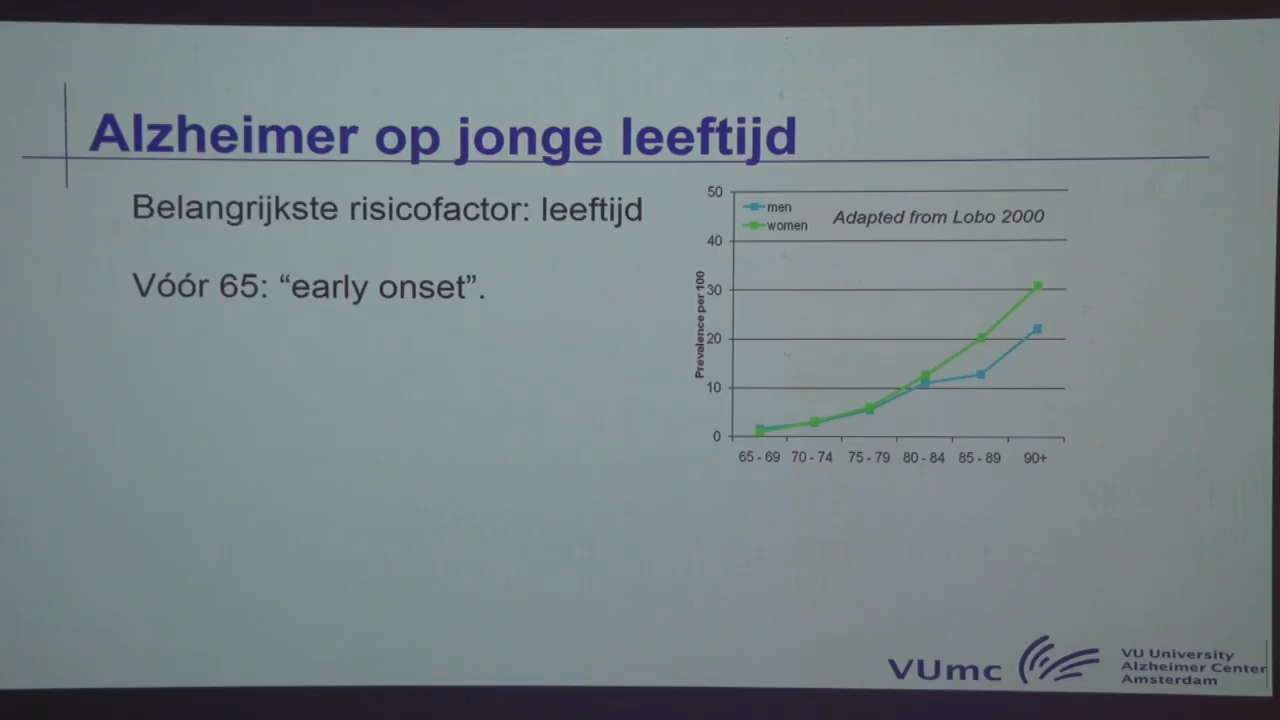 Alzheimer op jonge leeftijd
Belangrijkste risicofactor: leeftijd
Vóór 65: “early onset”.
men
women
Adapted from Lobo 2000
Prevalence per 100
50
40
30
20
10
0
65 - 69 70 - 74 75 - 79 80 - 84 85 - 89 90+
VUmc
VU University
Alzheimer Center
Amsterdam